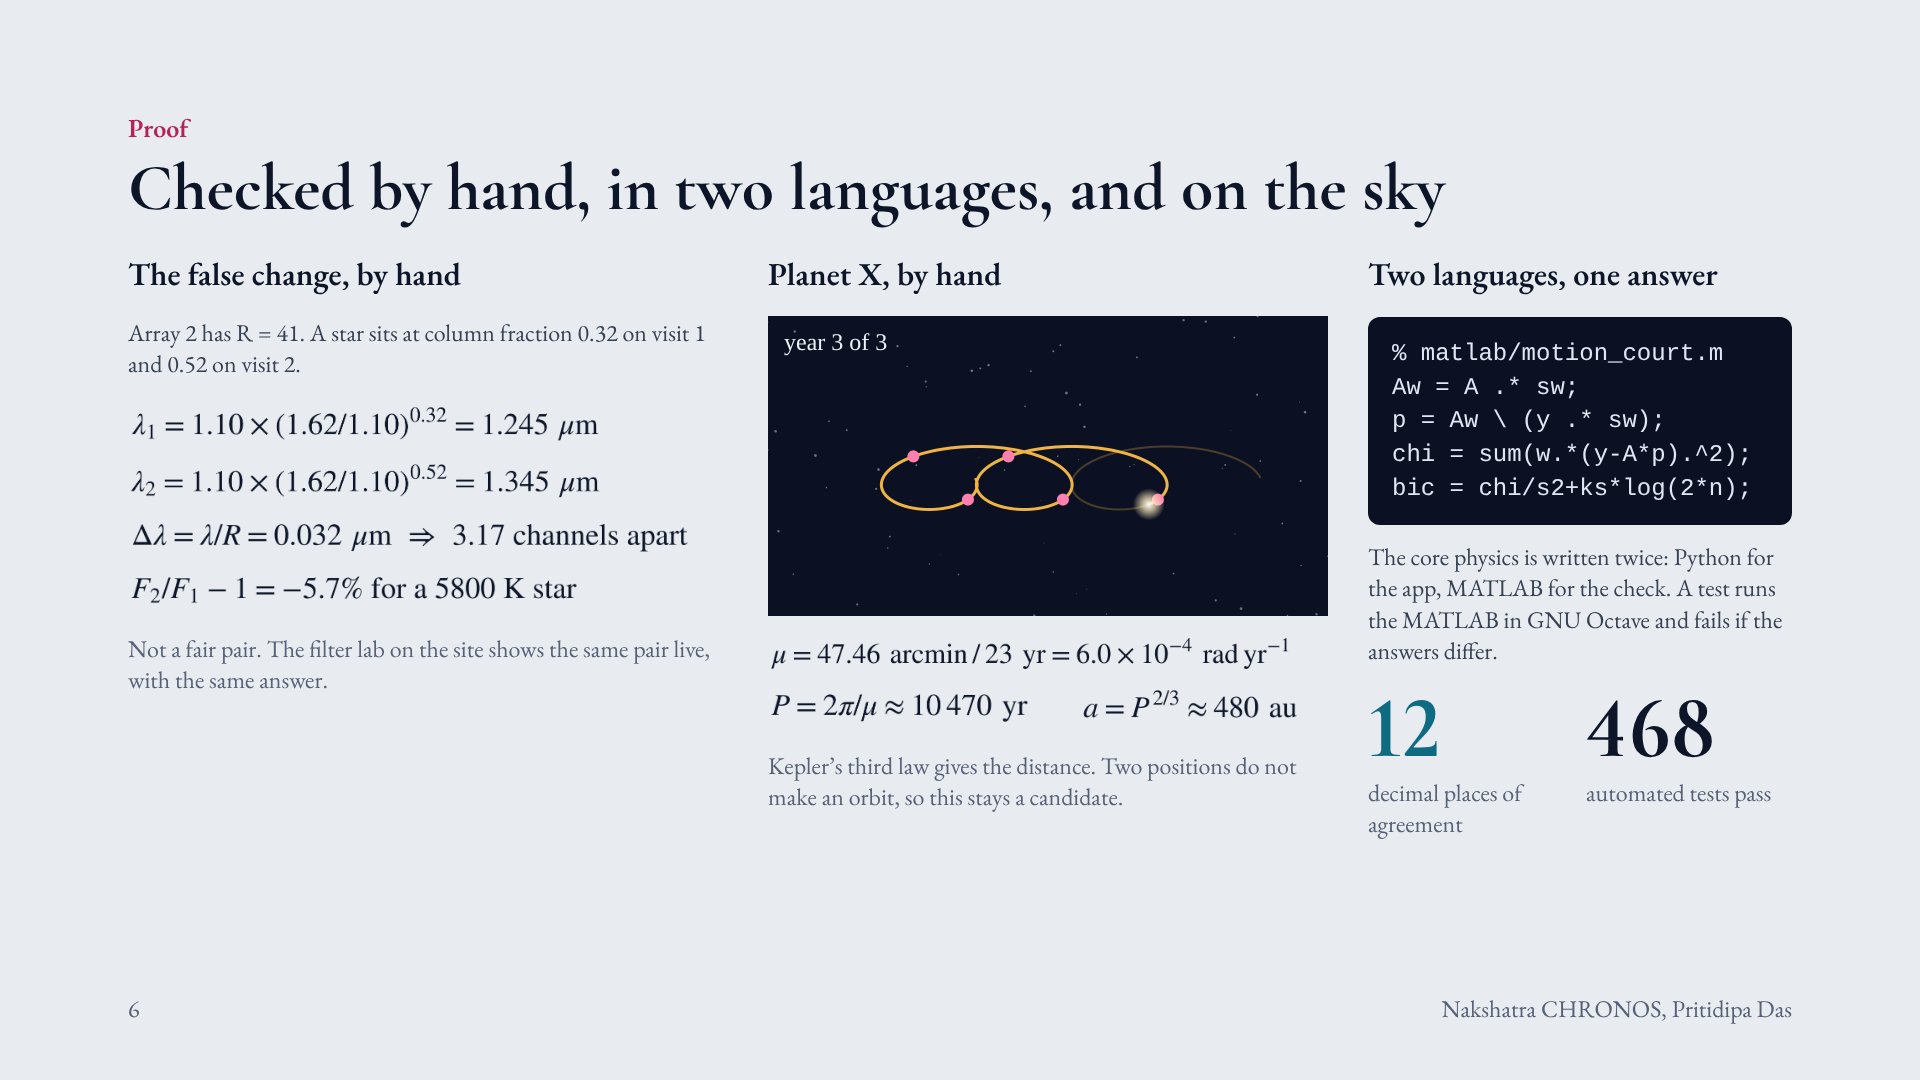 Proof
Checked by hand, in two languages, and on the sky
The false change, by hand
Array 2 has R = 41. A star sits at column fraction 0.32 on visit 1
and 0.52 on visit 2.
λ₁ = 1.10 × (1.62/1.10)^0.32 = 1.245 μm
λ₂ = 1.10 × (1.62/1.10)^0.52 = 1.345 μm
Δλ = λ/R = 0.032 μm ⇒ 3.17 channels apart
F₂/F₁ − 1 = −5.7% for a 5800 K star
Not a fair pair. The filter lab on the site shows the same pair live,
with the same answer.
Planet X, by hand
year 3 of 3
μ = 47.46 arcmin / 23 yr = 6.0 × 10⁻⁴ rad yr⁻¹
P = 2π/μ ≈ 10 470 yr a = P^2/3 ≈ 480 au
Kepler’s third law gives the distance. Two positions do not
make an orbit, so this stays a candidate.
Two languages, one answer
% matlab/motion_court.m
Aw = A .* sw;
p = Aw \ (y .* sw);
chi = sum(w.*(y-A*p).^2);
bic = chi/s2+ks*log(2*n);
The core physics is written twice: Python for
the app, MATLAB for the check. A test runs
the MATLAB in GNU Octave and fails if the
answers differ.
12
decimal places of
agreement
468
automated tests pass
6
Nakshatra CHRONOS, Pritidipa Das